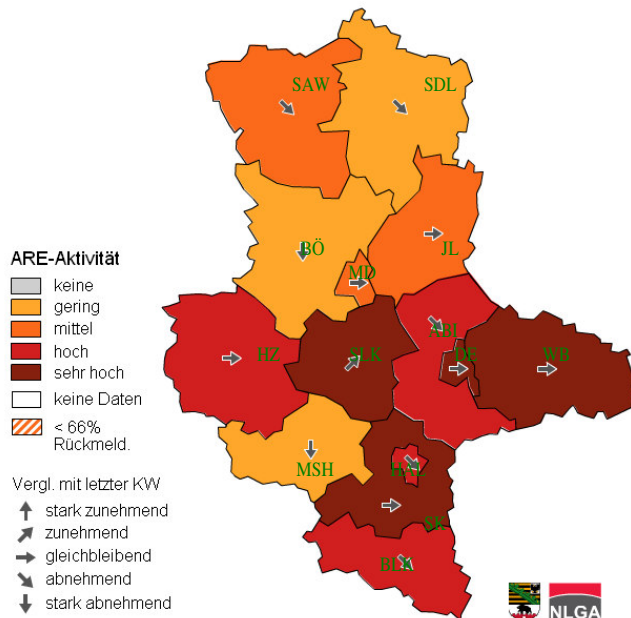 SAW
SDL
BÖ
JL
MD
ARE-Aktivität
keine
gering
mittel
hoch
sehr hoch
keine Daten
< 66%
Rückmeld.
ABI
HZ
SLK
DE
WB
MSH
HAL
SK
BLK
Vergl. mit letzter KW
stark zunehmend
zunehmend
gleichbleibend
abnehmend
stark abnehmend
NLGA